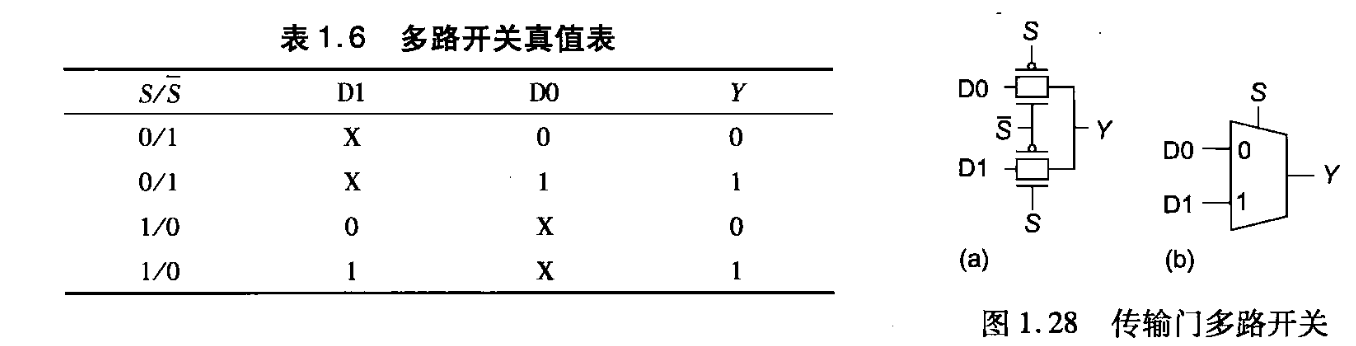 表 1.6 多路开关真值表
S/S̅ D1 D0 Y
0/1 X 0 0
0/1 X 1 1
1/0 0 X 0
1/0 1 X 1
S
D0
S̅ Y
D1
S
(a)
S
D0 0
Y
D1 1
(b)
图 1.28 传输门多路开关